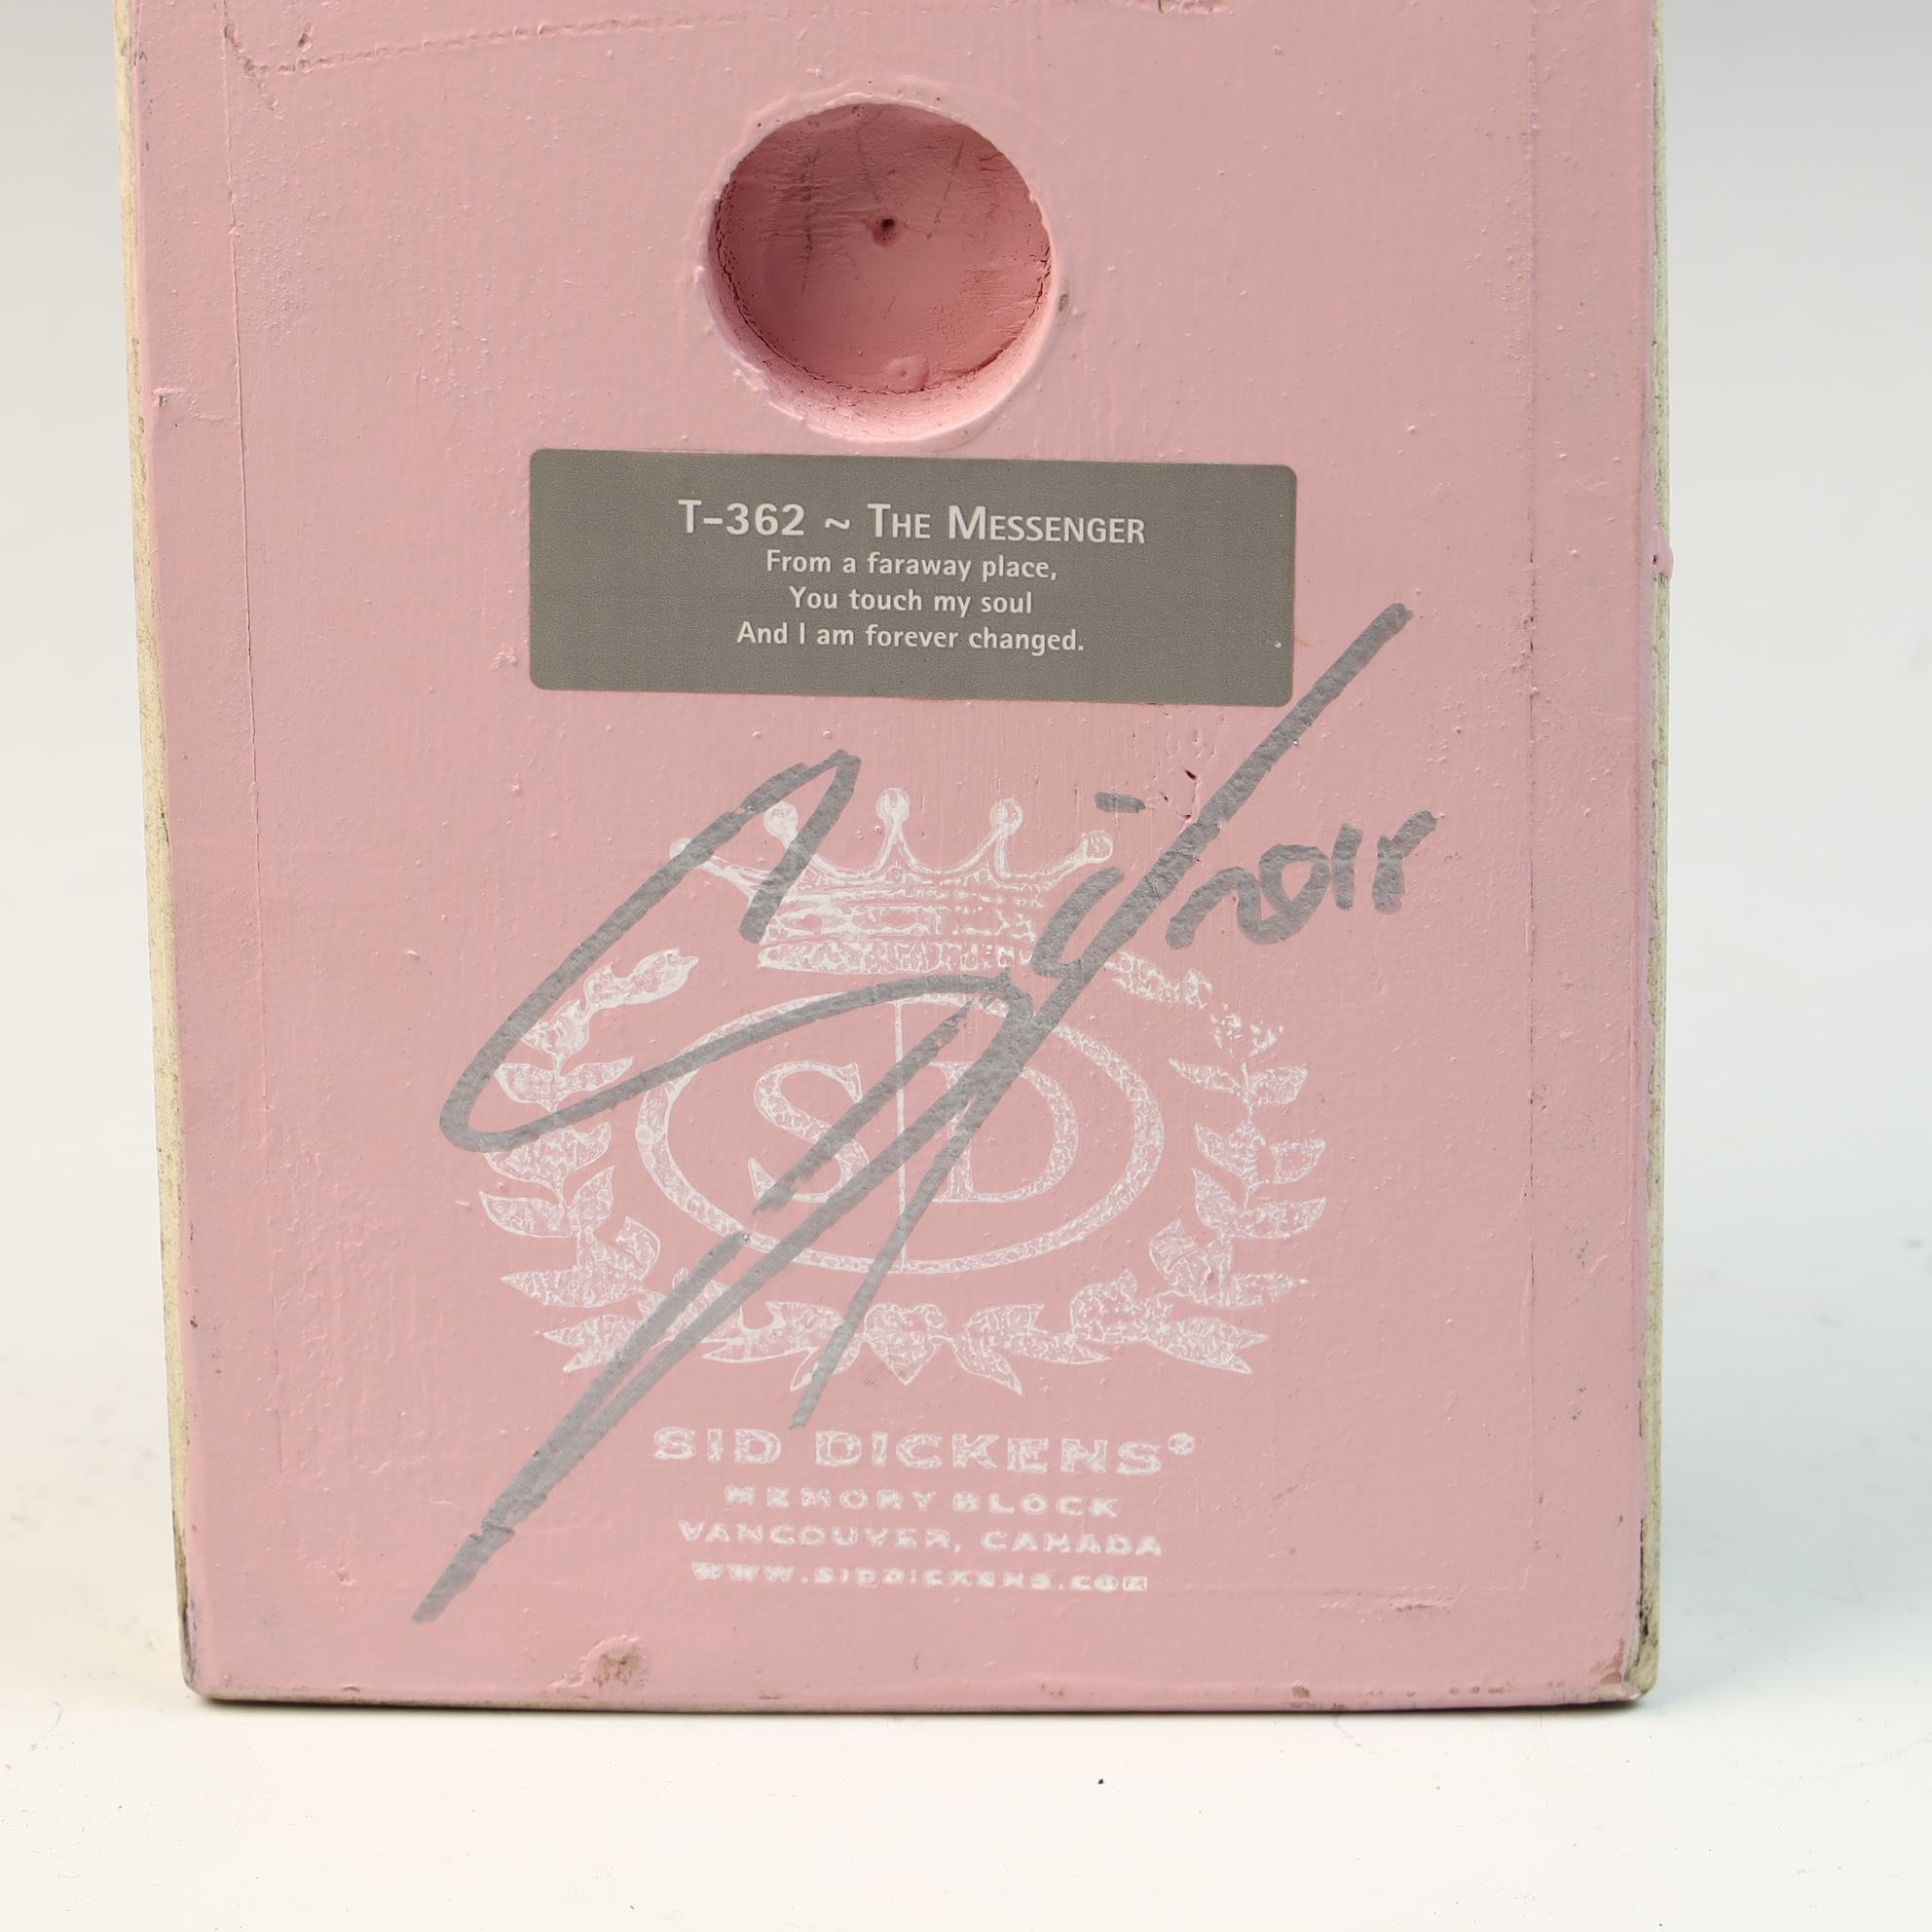 T-362 ~ THE MESSENGER
From a faraway place,
You touch my soul
And I am forever changed.
SD
SID DICKENS®
MEMORY BLOCK
VANCOUVER, CANADA
WWW.SIDDICKENS.COM